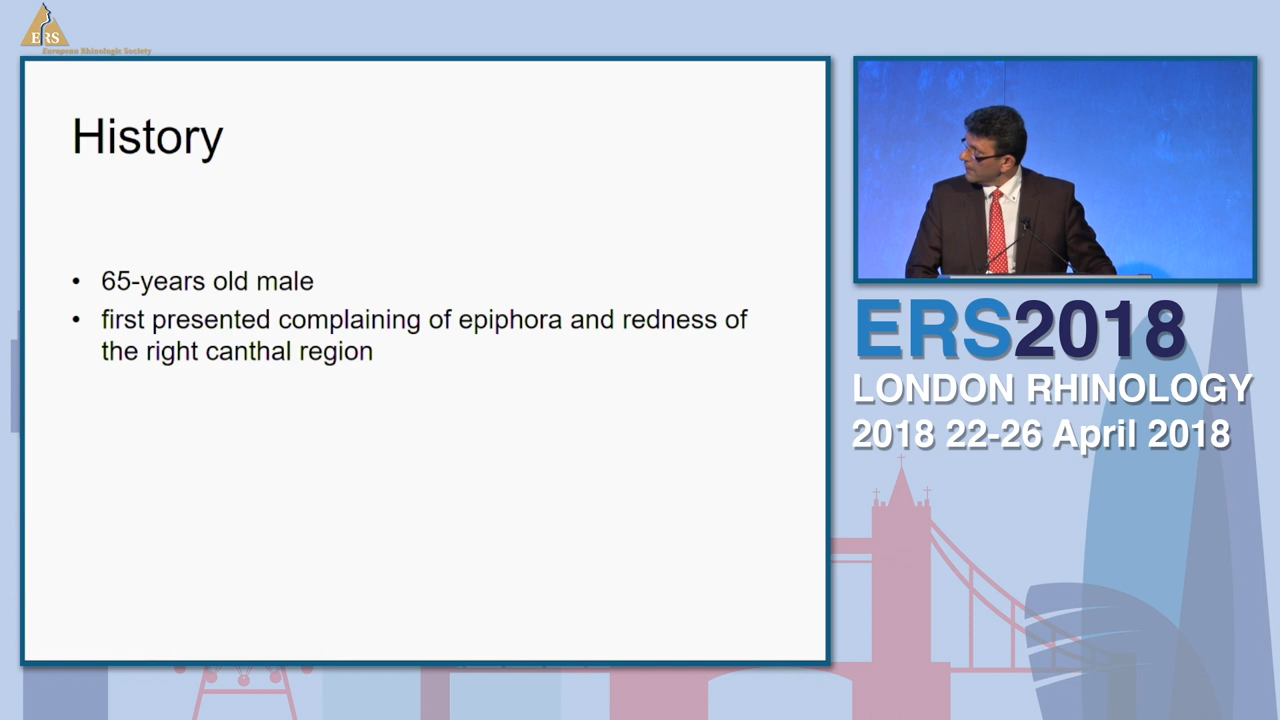 ERS
European Rhinologic Society
History
• 65-years old male
• first presented complaining of epiphora and redness of
the right canthal region
ERS2018
LONDON RHINOLOGY
2018 22-26 April 2018